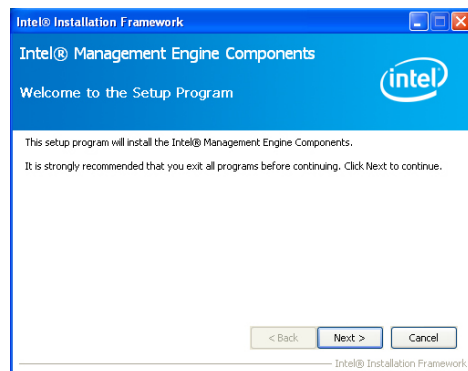 Intel® Installation Framework
Intel® Management Engine Components
Welcome to the Setup Program
intel
This setup program will install the Intel® Management Engine Components.
It is strongly recommended that you exit all programs before continuing. Click Next to continue.
< Back
Next >
Cancel
Intel® Installation Framework